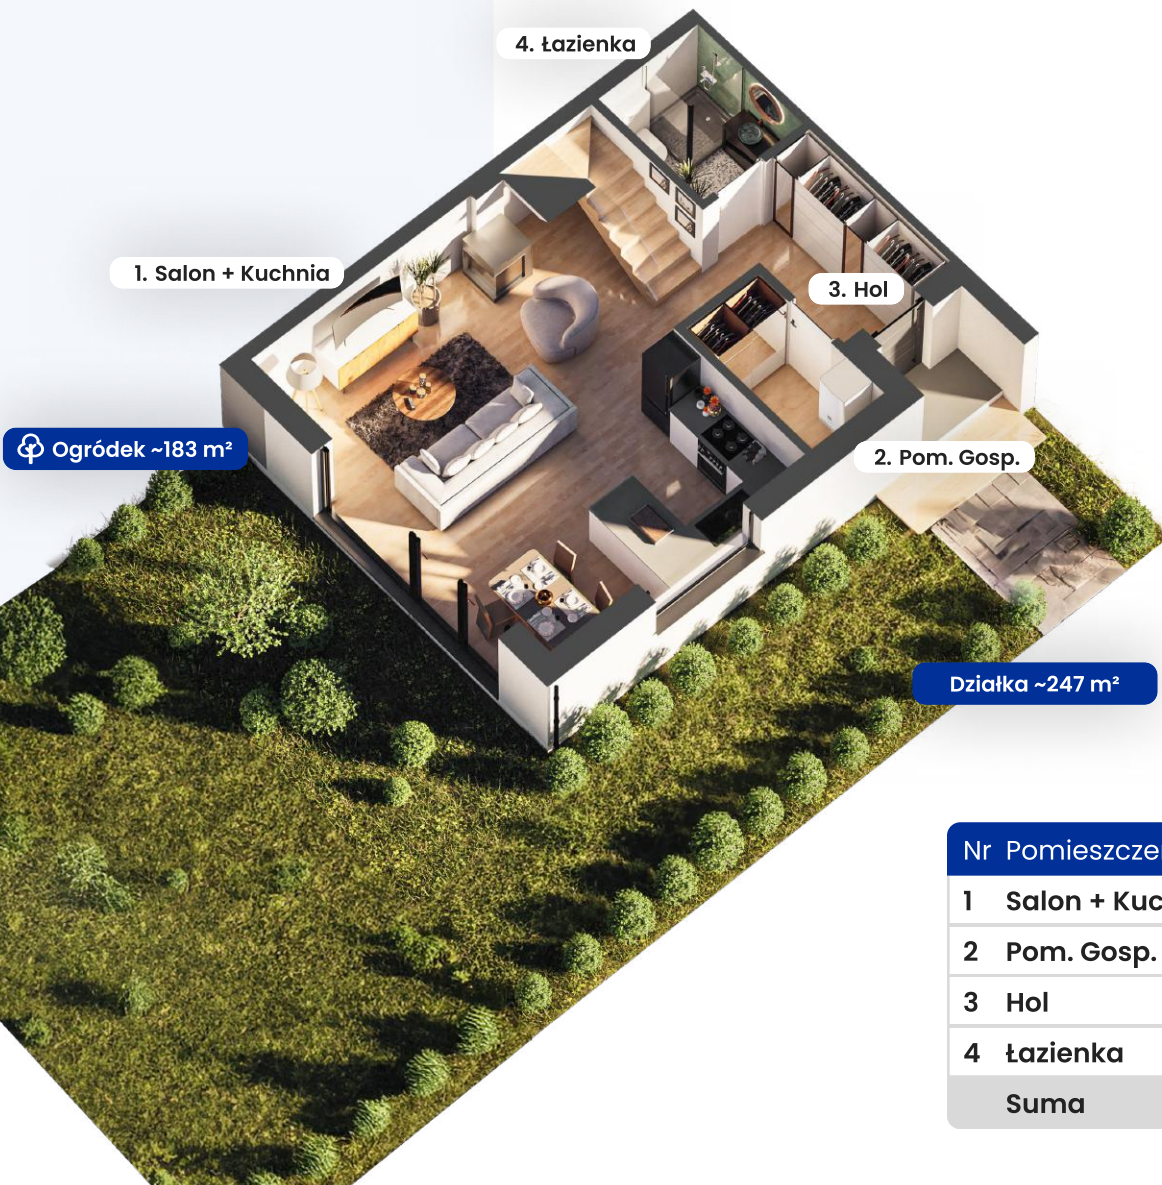 4. Łazienka
1. Salon + Kuchnia
3. Hol
Ogródek ~183 m²
2. Pom. Gosp.
Działka ~247 m²
Nr Pomieszcze
1 Salon + Kuc
2 Pom. Gosp.
3 Hol
4 Łazienka
Suma